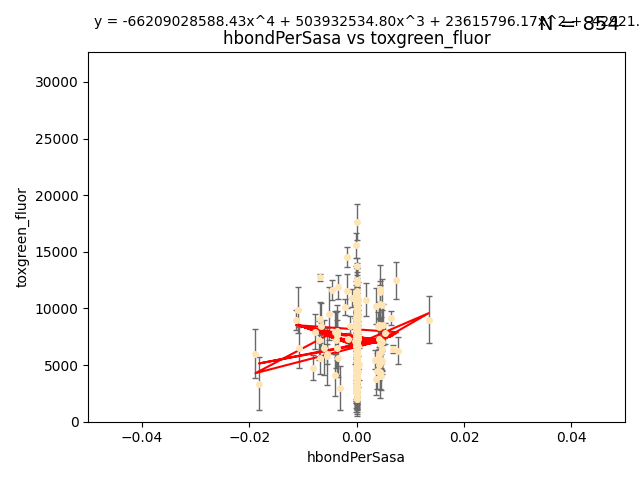 y = -66209028588.43x^4 + 503932534.80x^3 + 23615796.17x^2 +
N = 854
hbondPerSasa vs toxgreen_fluor
30000
25000
20000
15000
10000
5000
0
toxgreen_fluor
−0.04 −0.02 0.00 0.02 0.04
hbondPerSasa